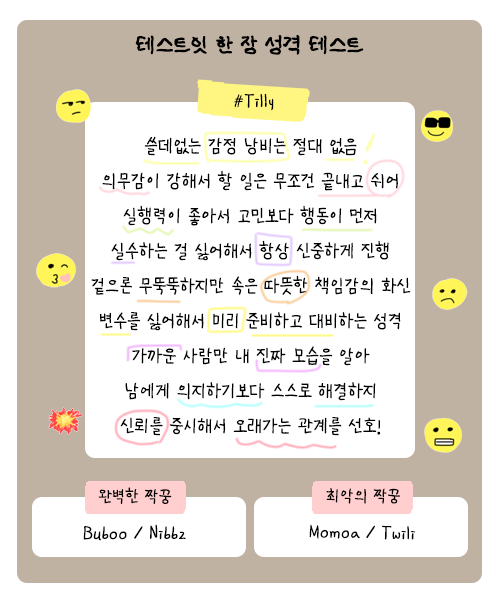 테스트잇 한 장 성격 테스트
#Tilly
쓸데없는 감정 낭비는 절대 없음
의무감이 강해서 할 일은 무조건 끝내고 쉬어
실행력이 좋아서 고민보다 행동이 먼저
실수하는 걸 싫어해서 항상 신중하게 진행
겉으론 무뚝뚝하지만 속은 따뜻한 책임감의 화신
변수를 싫어해서 미리 준비하고 대비하는 성격
가까운 사람만 내 진짜 모습을 알아
남에게 의지하기보다 스스로 해결하지
신뢰를 중시해서 오래가는 관계를 선호!
완벽한 짝꿍
Buboo / Nibbz
최악의 짝꿍
Momoa / Twili